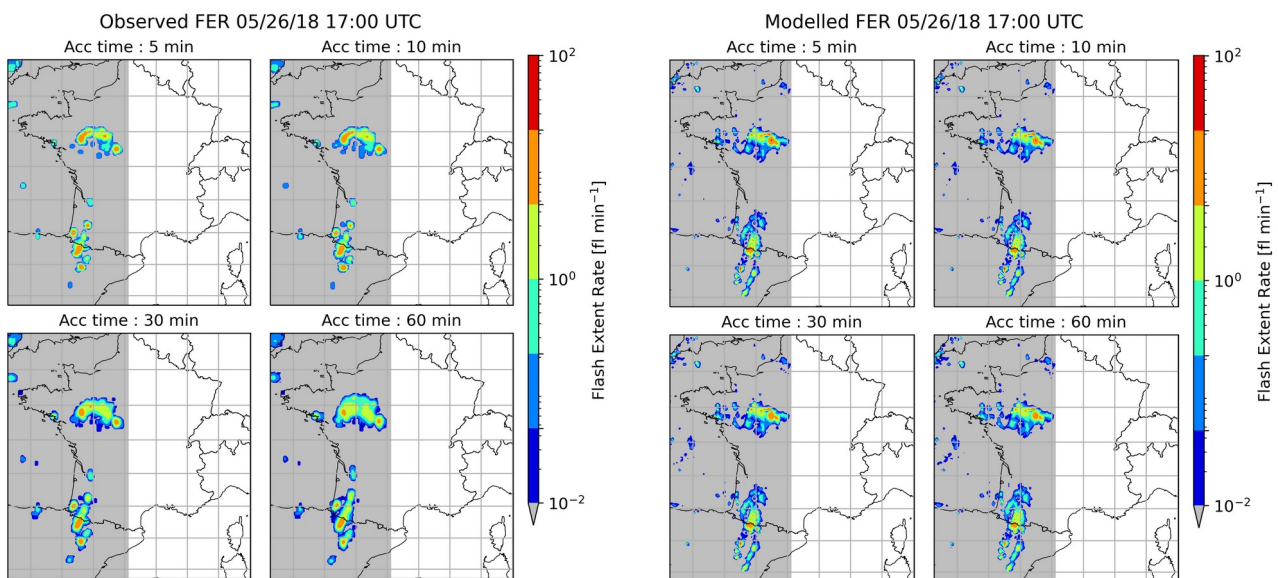 Observed FER 05/26/18 17:00 UTC
Acc time : 5 min
Acc time : 10 min
Acc time : 30 min
Acc time : 60 min
10²
10⁰
10⁻²
Flash Extent Rate [fl min⁻¹]
Modelled FER 05/26/18 17:00 UTC
Acc time : 5 min
Acc time : 10 min
Acc time : 30 min
Acc time : 60 min
10²
10⁰
10⁻²
Flash Extent Rate [fl min⁻¹]